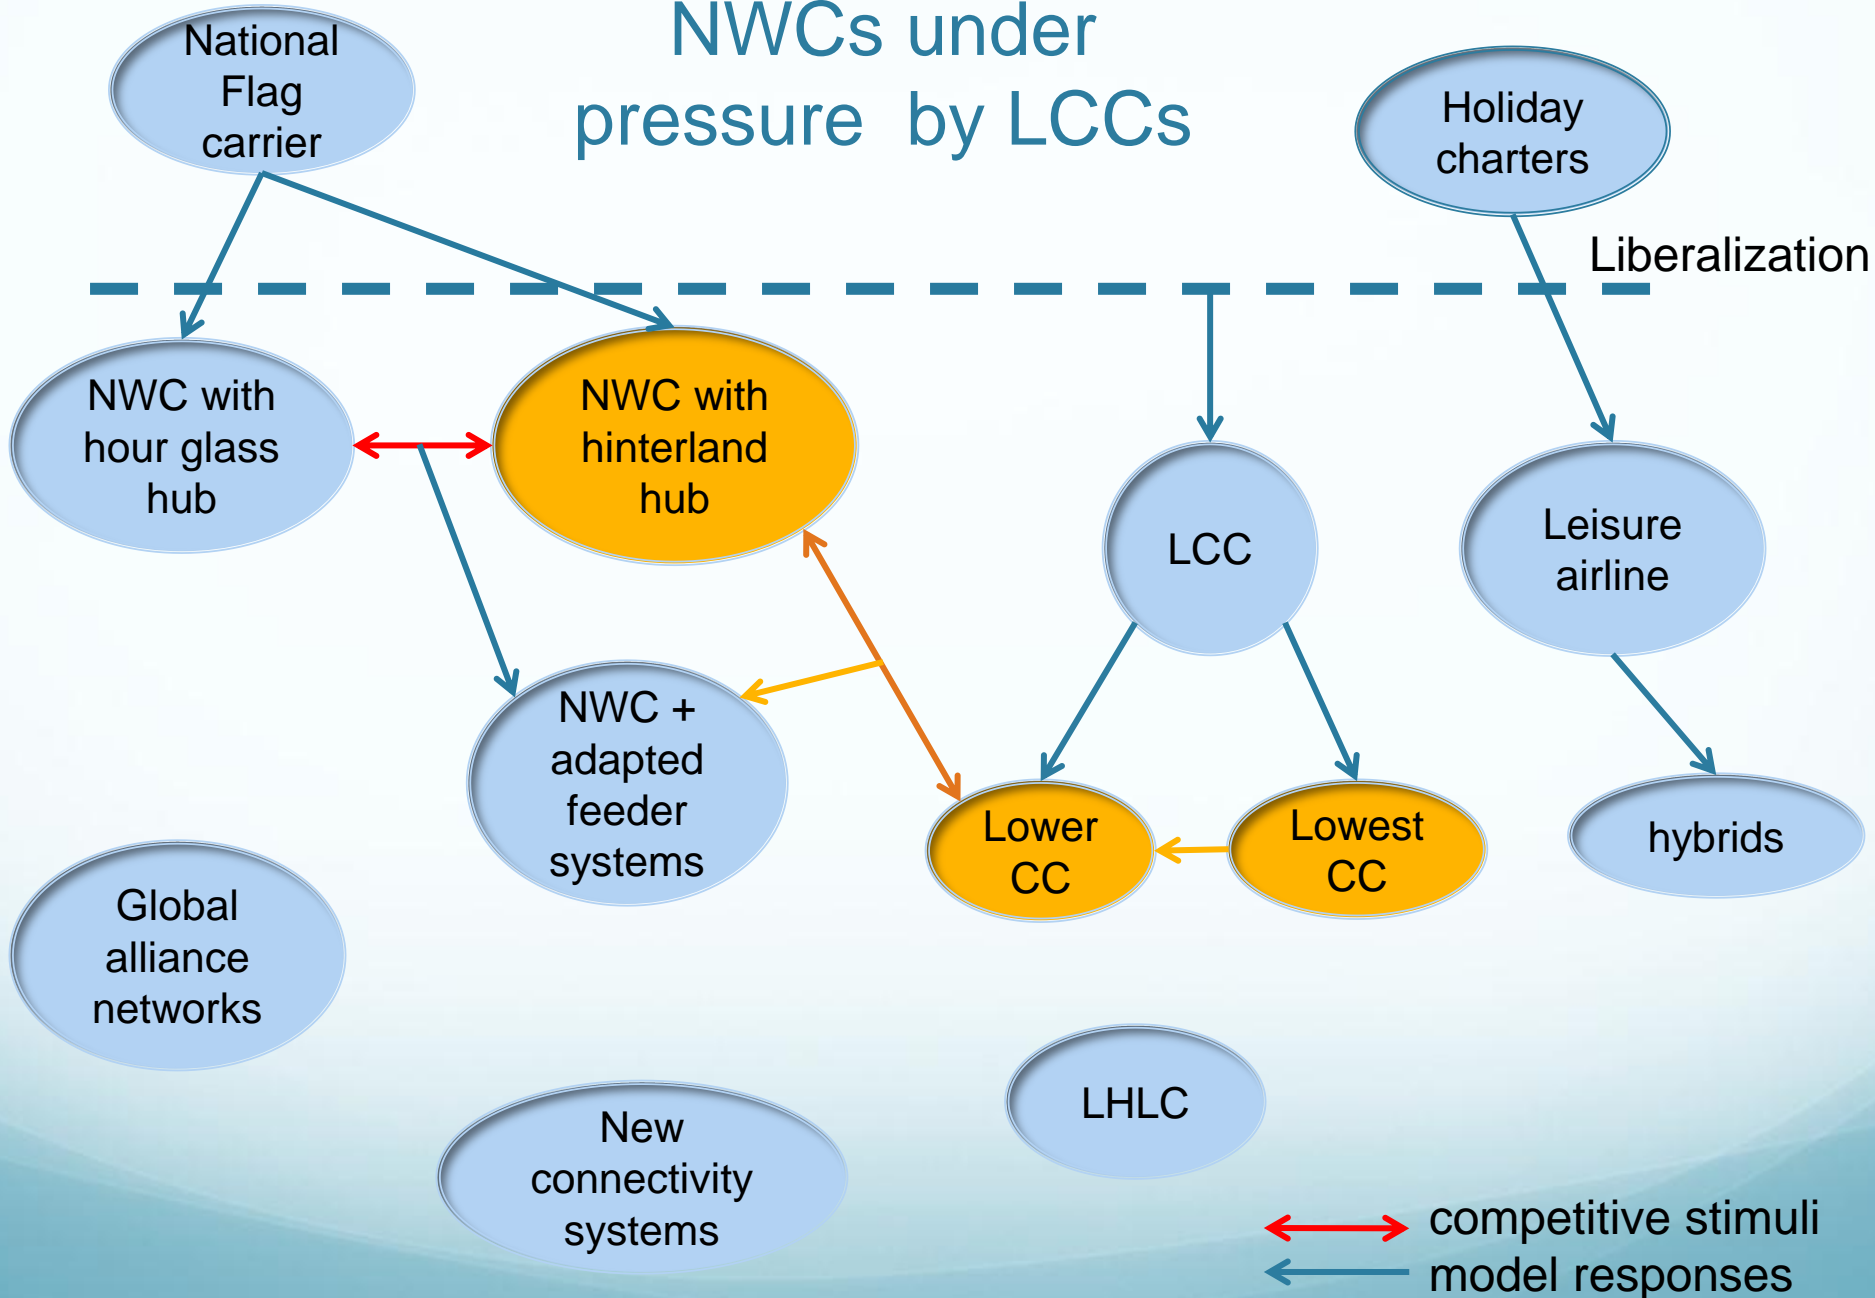 NWCs under
pressure by LCCs
National
Flag
carrier
Holiday
charters
Liberalization
NWC with
hour glass
hub
NWC with
hinterland
hub
LCC
Leisure
airline
NWC +
adapted
feeder
systems
Lower
CC
Lowest
CC
hybrids
Global
alliance
networks
LHLC
New
connectivity
systems
competitive stimuli
model responses